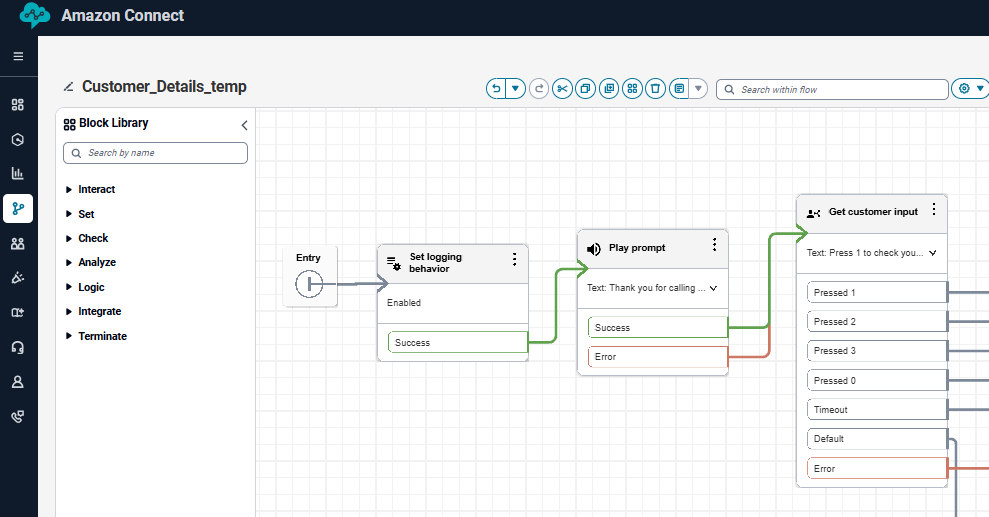 Amazon Connect
Customer_Details_temp
Search within flow
Block Library
Search by name
Interact
Set
Check
Analyze
Logic
Integrate
Terminate
Entry
Set logging
behavior
Enabled
Success
Play prompt
Text: Thank you for calling ...
Success
Error
Get customer input
Text: Press 1 to check you...
Pressed 1
Pressed 2
Pressed 3
Pressed 0
Timeout
Default
Error